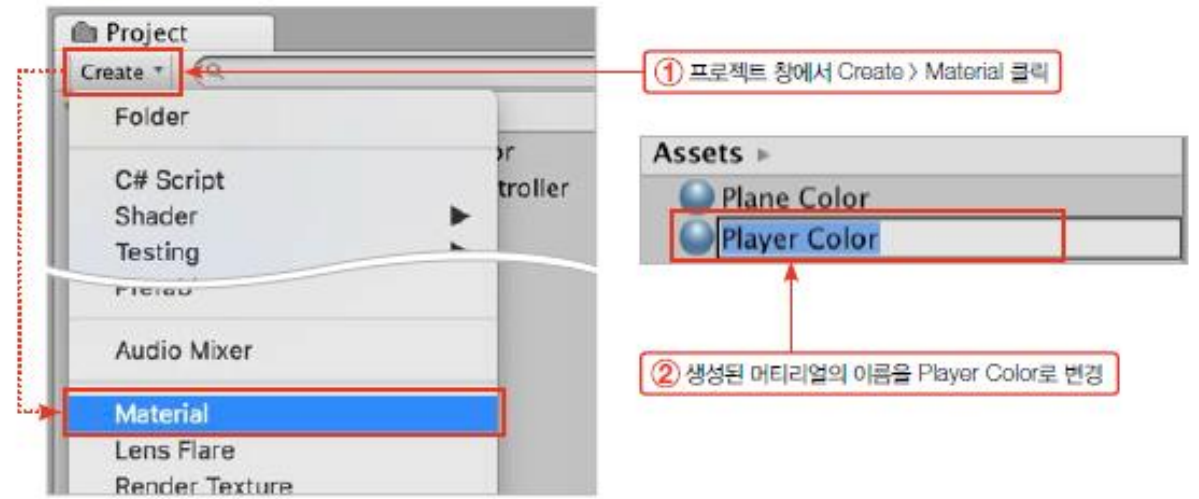 Project
Create
① 프로젝트 창에서 Create > Material 클릭
Folder
or
C# Script
troller
Shader
Testing
Prefab
Audio Mixer
Material
Lens Flare
Render Texture
Assets
Plane Color
Player Color
② 생성된 머티리얼의 이름을 Player Color로 변경